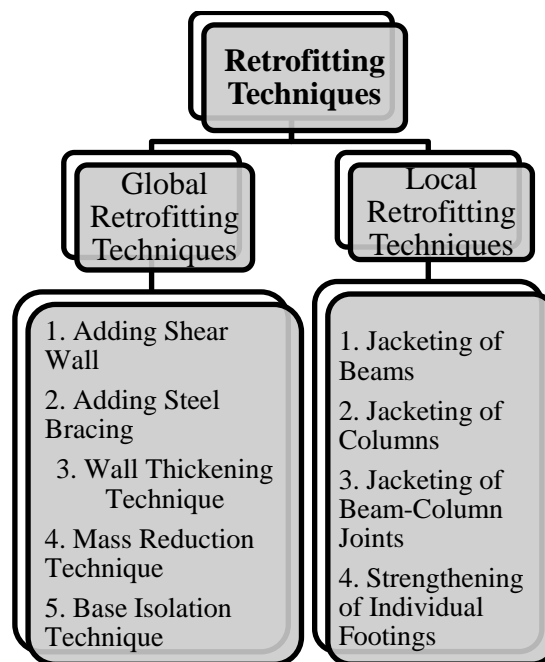 Retrofitting
Techniques
Global
Retrofitting
Techniques
Local
Retrofitting
Techniques
1. Adding Shear
Wall
2. Adding Steel
Bracing
3. Wall Thickening
Technique
4. Mass Reduction
Technique
5. Base Isolation
Technique
1. Jacketing of
Beams
2. Jacketing of
Columns
3. Jacketing of
Beam-Column
Joints
4. Strengthening
of Individual
Footings